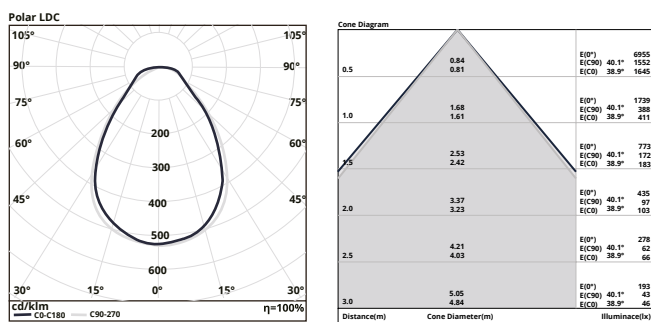 Polar LDC
105° 105°
90° 90°
75° 75°
200
60° 60°
300
45° 400 45°
500
600
30° 15° 0° 15° 30°
cd/klm η=100%
C0-C180 C90-270
Cone Diagram
E(0°) 6955
0.84 E(C90) 40.1° 1552
0.5 0.81 E(C0) 38.9° 1645
E(0°) 1739
1.68 E(C90) 40.1° 388
1.0 1.61 E(C0) 38.9° 411
E(0°) 773
2.53 E(C90) 40.1° 172
1.5 2.42 E(C0) 38.9° 183
E(0°) 435
3.37 E(C90) 40.1° 97
2.0 3.23 E(C0) 38.9° 103
E(0°) 278
4.21 E(C90) 40.1° 62
2.5 4.03 E(C0) 38.9° 66
E(0°) 193
5.05 E(C90) 40.1° 43
3.0 4.84 E(C0) 38.9° 46
Distance(m) Cone Diameter(m) Illuminace(lx)